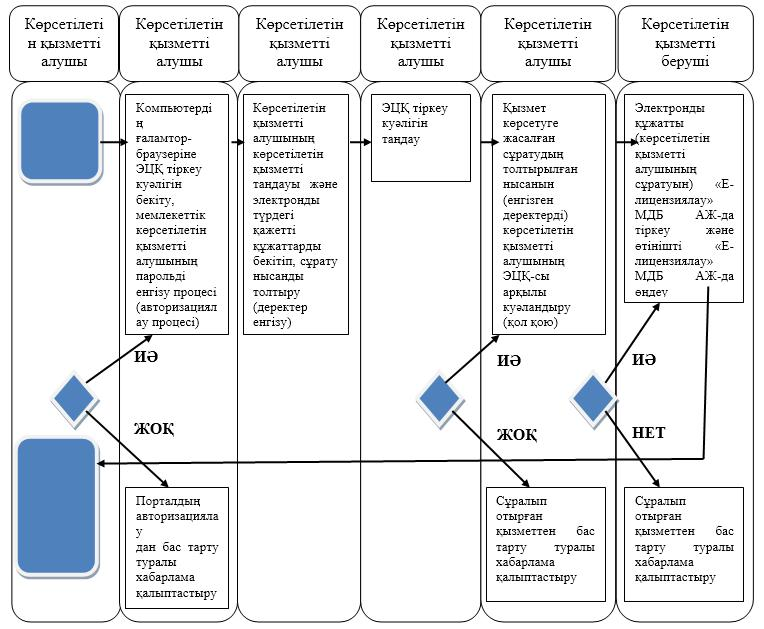 Көрсетілеті
н қызметті
алушы
Көрсетілетін
қызметті
алушы
Көрсетілетін
қызметті
алушы
Көрсетілетін
қызметті
алушы
Көрсетілетін
қызметті
алушы
Көрсетілетін
қызметті
беруші
Компьютерді
ң
ғаламтор-
браузеріне
ЭЦҚ тіркеу
куәлігін
бекіту,
мемлекеттік
көрсетілетін
қызметті
алушының
парольді
енгізу процесі
(авторизациял
ау процесі)
Көрсетілетін
қызметті
алушының
көрсетілетін
қызметті
таңдауы және
электронды
түрдегі
қажетті
құжаттарды
бекітіп, сұрату
нысанды
толтыру
(деректер
енгізу)
ЭЦҚ тіркеу
куәлігін
таңдау
Қызмет
көрсетуге
жасалған
сұратудың
толтырылған
нысанын
(енгізген
деректерді)
көрсетілетін
қызметті
алушының
ЭЦҚ-сы
арқылы
куәландыру
(қол қою)
Электронды
құжатты
(көрсетілетін
қызметті
алушының
сұратуын) «Е-
лицензиялау»
МДБ АЖ-да
тіркеу және
өтінішті «Е-
лицензиялау»
МДБ АЖ-да
өңдеу
ИӘ
ЖОҚ
ИӘ
ЖОҚ
ИӘ
НЕТ
Порталдың
авторизацияла
у
дан бас тарту
туралы
хабарлама
қалыптастыру
Сұралып
отырған
қызметтен бас
тарту туралы
хабарлама
қалыптастыру
Сұралып
отырған
қызметтен бас
тарту туралы
хабарлама
қалыптастыру